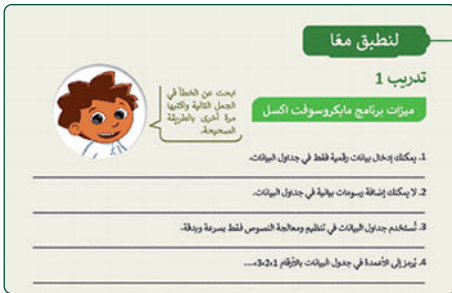 لنطبق معًا
تدريب 1
ابحث عن الخطأ في
الجمل التالية واكتبها
مرة أخرى بالطريقة
الصحيحة.
ميزات برنامج مايكروسوفت اكسل
1. يمكنك إدخال بيانات رقمية فقط في جداول البيانات.
2. لا يمكنك إضافة رسومات بيانية في جداول البيانات.
3. تُستخدم جداول البيانات في تنظيم ومعالجة النصوص فقط بسرعة وبدقة.
4. يُرمز إلى الأعمدة في جدول البيانات بالأرقام 1،2،3،...